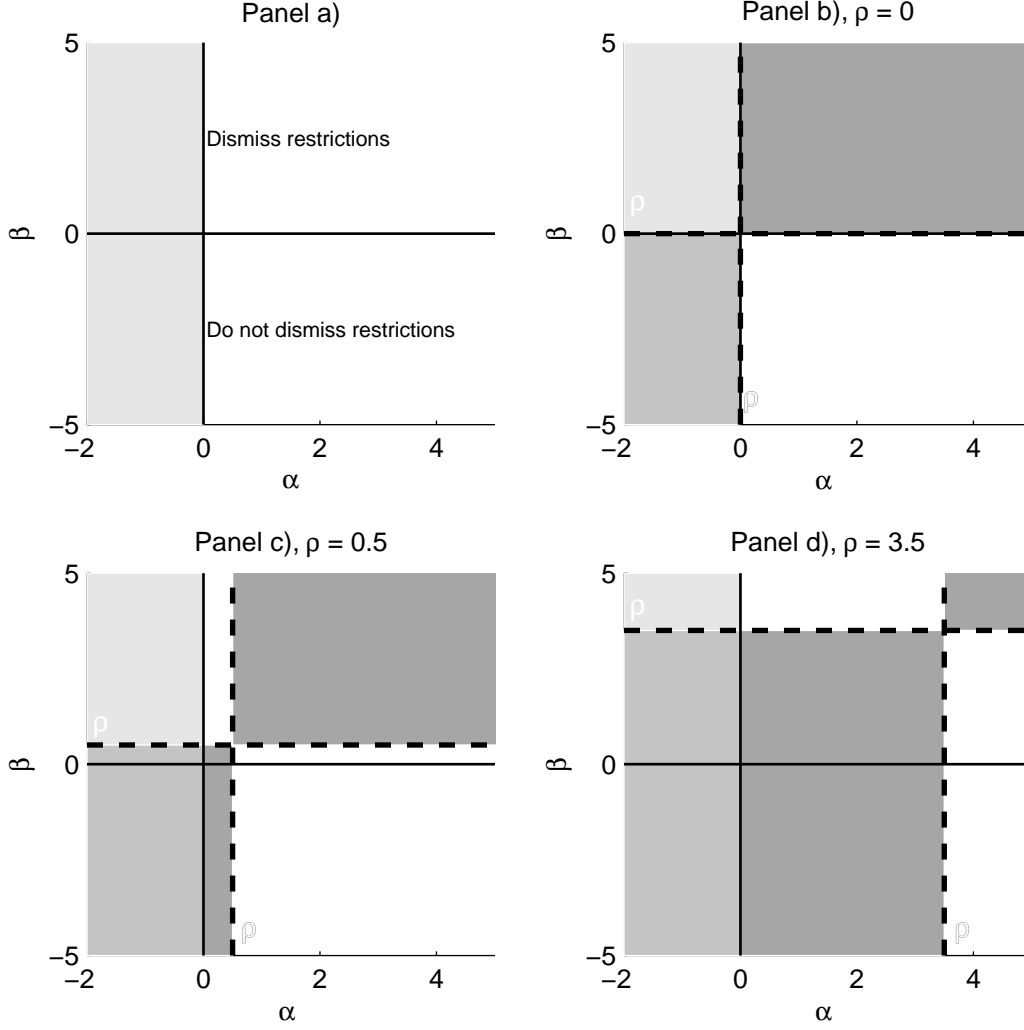 Panel a)
5
Dismiss restrictions
β
0
Do not dismiss restrictions
−5
−2 0 2 4
α
Panel b), ρ = 0
5
ρ
β
0
ρ
−5
−2 0 2 4
α
Panel c), ρ = 0.5
5
ρ
β
0
ρ
−5
−2 0 2 4
α
Panel d), ρ = 3.5
5
ρ
β
0
ρ
−5
−2 0 2 4
α